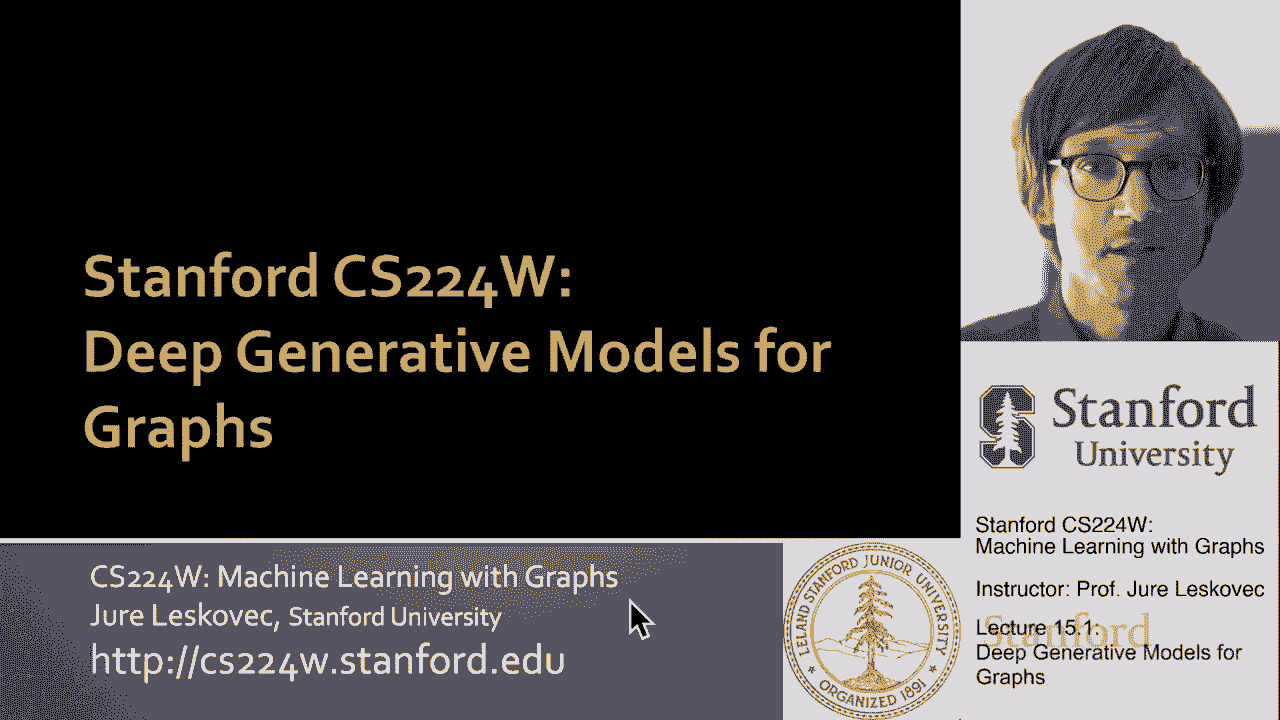 Stanford CS224W:
Deep Generative Models for
Graphs
CS224W: Machine Learning with Graphs
Jure Leskovec, Stanford University
http://cs224w.stanford.edu
LELAND STANFORD JUNIOR UNIVERSITY
ORGANIZED 1891
S
Stanford
University
Stanford CS224W:
Machine Learning with Graphs
Instructor: Prof. Jure Leskovec
Stanford
Lecture 15.1:
Deep Generative Models for
Graphs